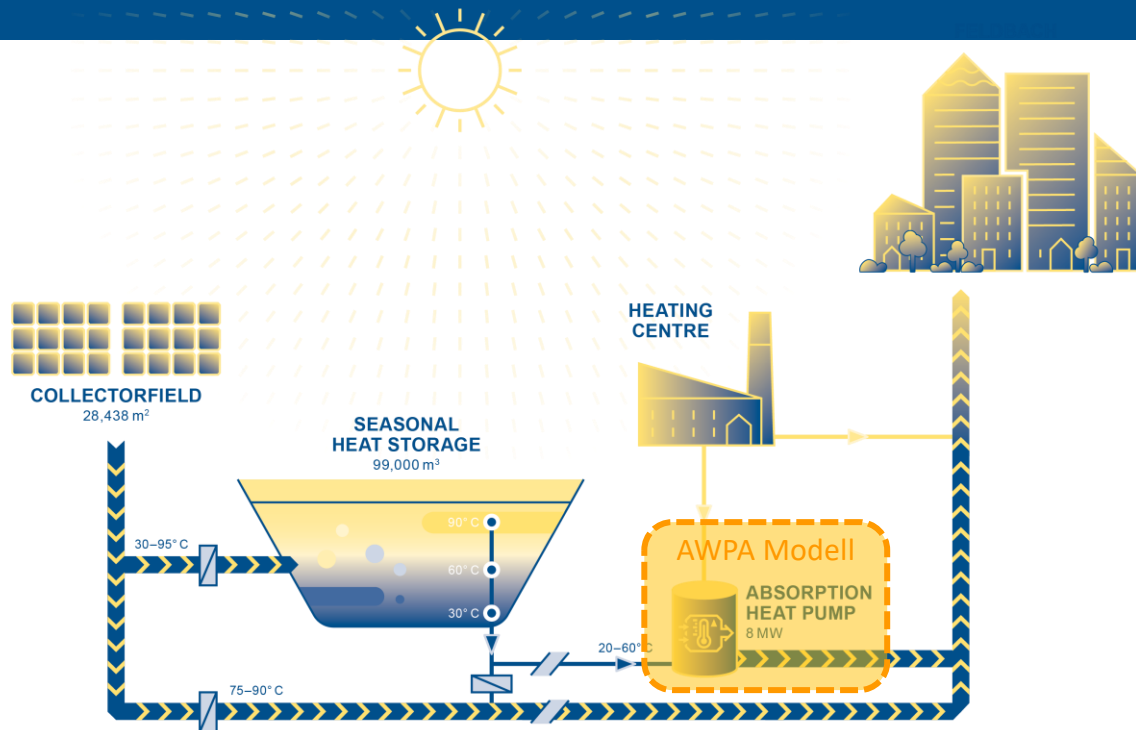 HEATING
CENTRE
COLLECTORFIELD
28,438 m²
SEASONAL
HEAT STORAGE
99,000 m³
90° C
30–95° C
60° C
30° C
AWPA Modell
ABSORPTION
HEAT PUMP
8 MW
20–60° C
75–90° C